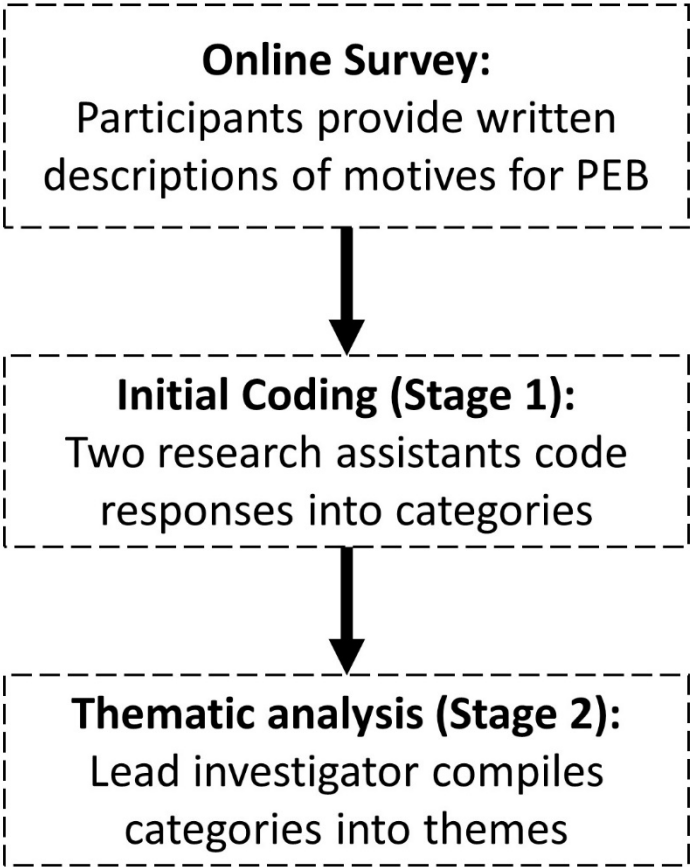 Online Survey:
Participants provide written
descriptions of motives for PEB
Initial Coding (Stage 1):
Two research assistants code
responses into categories
Thematic analysis (Stage 2):
Lead investigator compiles
categories into themes